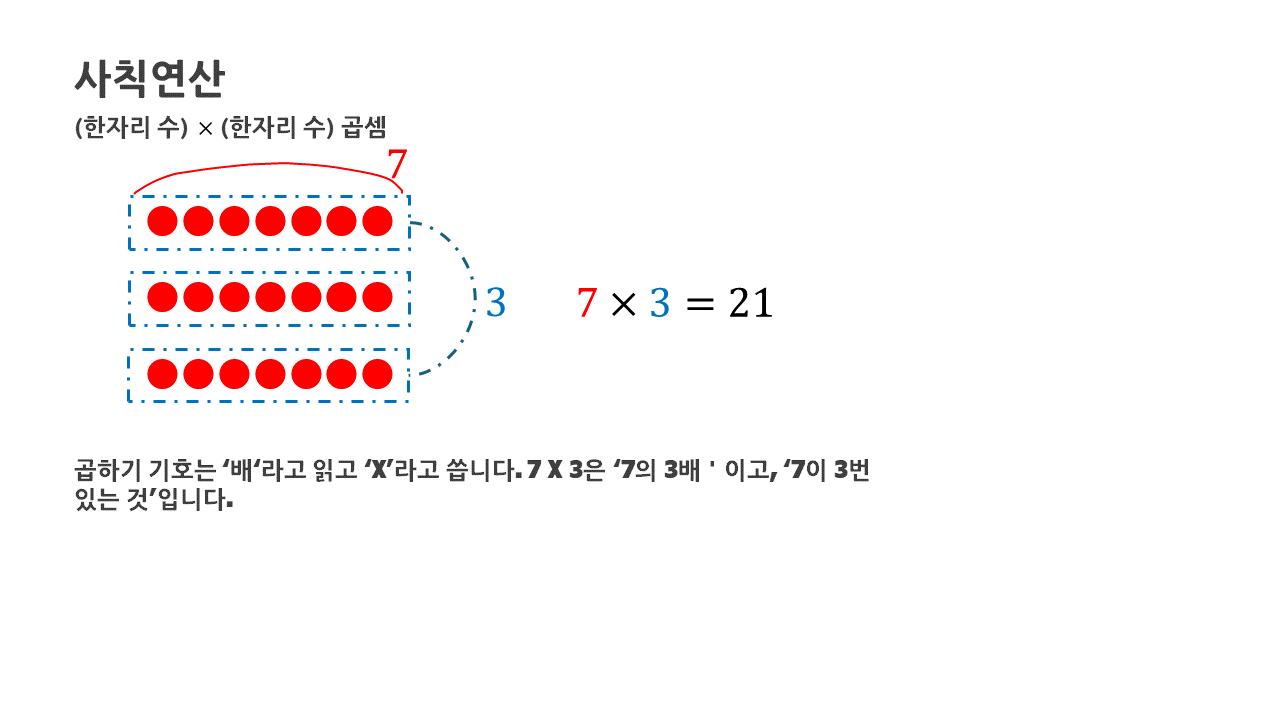 사칙연산
(한자리 수) × (한자리 수) 곱셈
7
3
7 × 3 = 21
곱하기 기호는 ‘배‘라고 읽고 ‘X’라고 씁니다. 7 X 3은 ‘7의 3배 ' 이고, ‘7이 3번
있는 것’입니다.